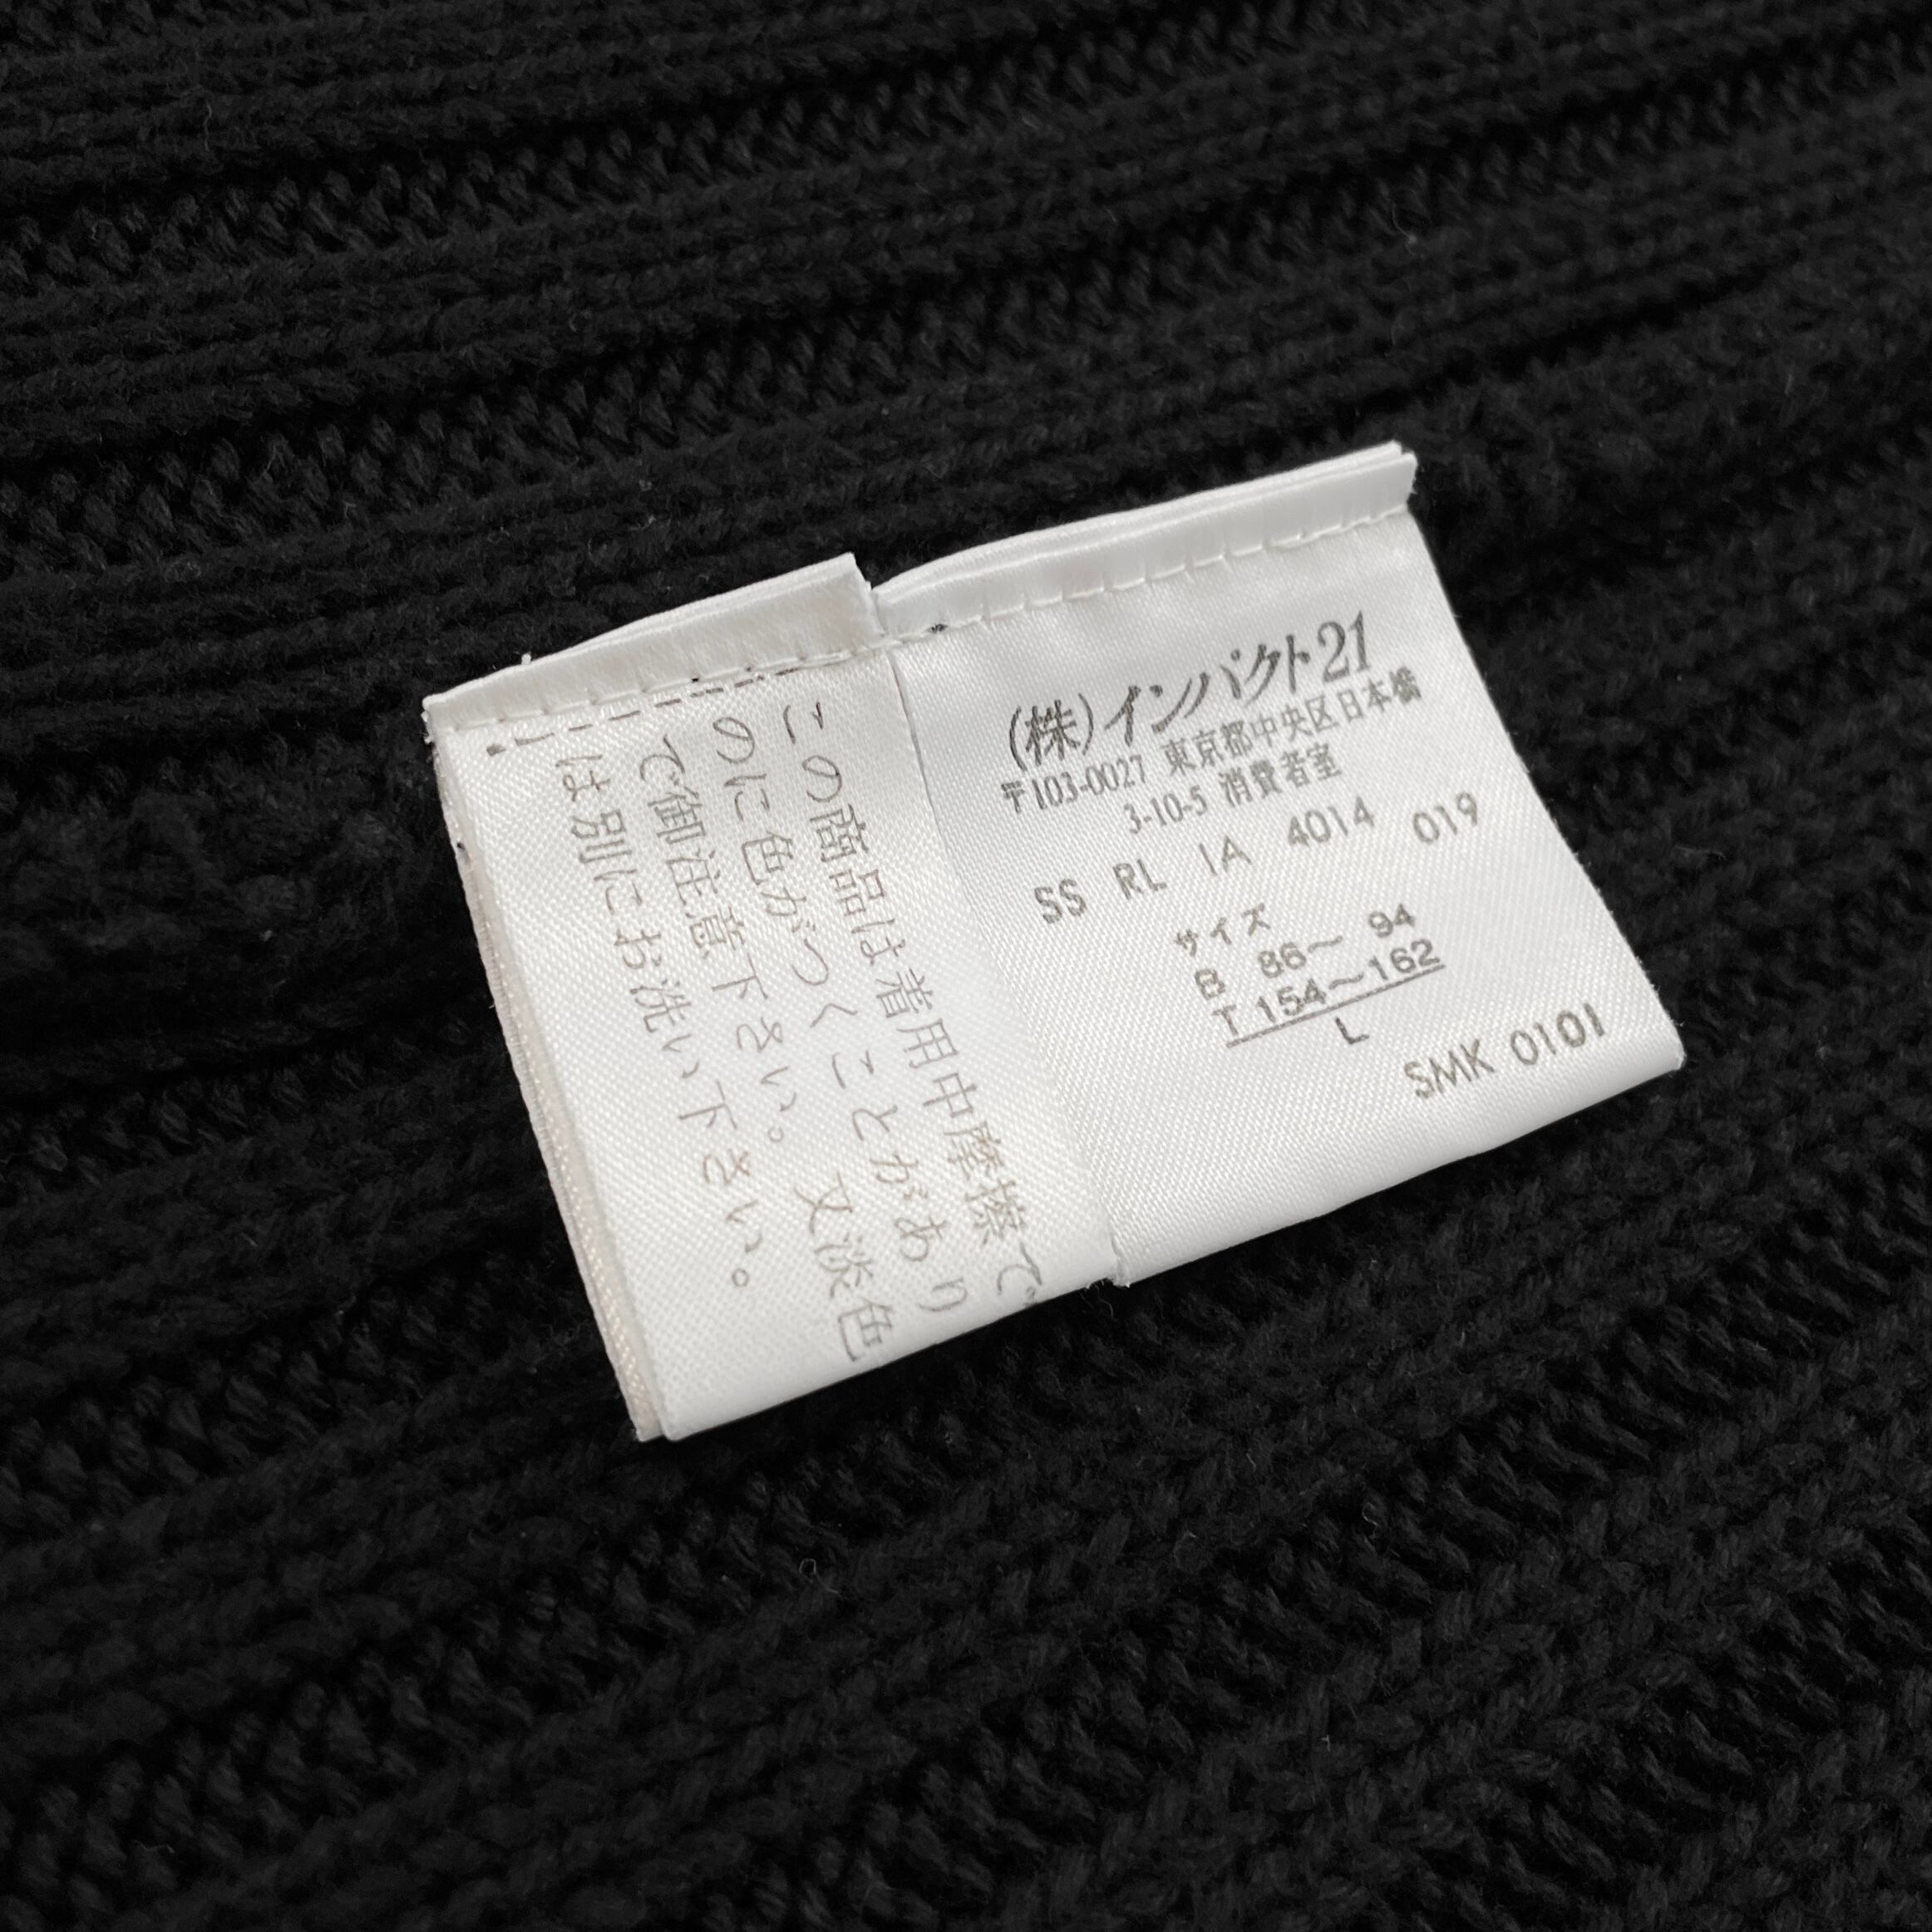 この商品は着用中摩擦で、
のに色がつくことがあり
で御注意下さい。又淡色
は別にお洗い下さい。
(株)インパクト21
〒103-0027 東京都中央区日本橋
3-10-5 消費者室
SS RL IA 4014 019
サイズ
B 86～ 94
T 154～162
L
SMK 0101